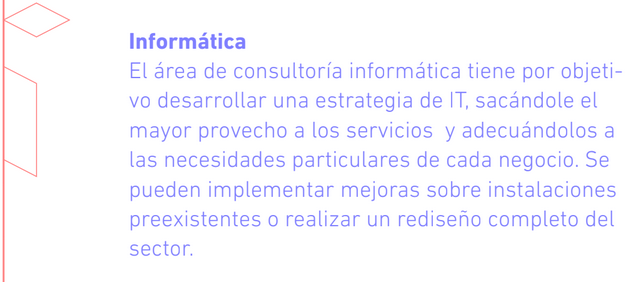 Informática
El área de consultoría informática tiene por objeti-
vo desarrollar una estrategia de IT, sacándole el
mayor provecho a los servicios  y adecuándolos a
las necesidades particulares de cada negocio. Se
pueden implementar mejoras sobre instalaciones
preexistentes o realizar un rediseño completo del
sector.